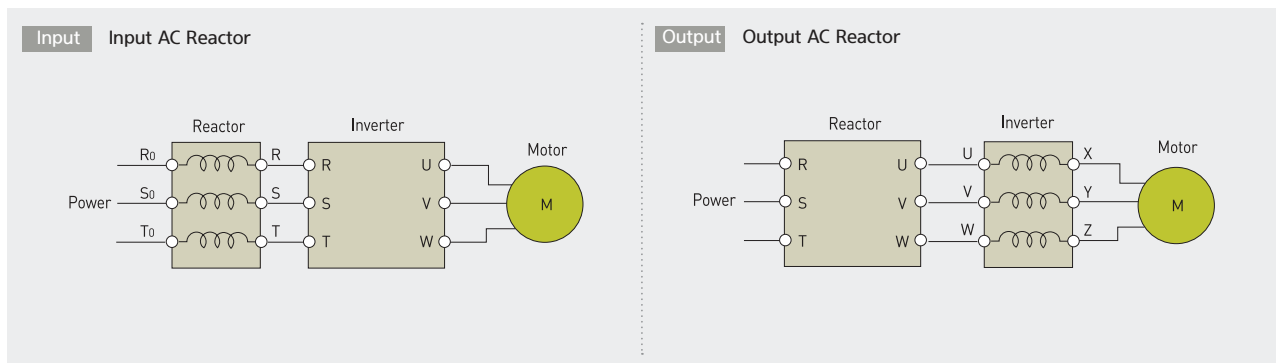 Input Input AC Reactor
Reactor Inverter
Motor
R0 R R U
Power S0 S S V M
T0 T T W
Output Output AC Reactor
Reactor Inverter
Motor
R U U X
Power S V V Y M
T W W Z